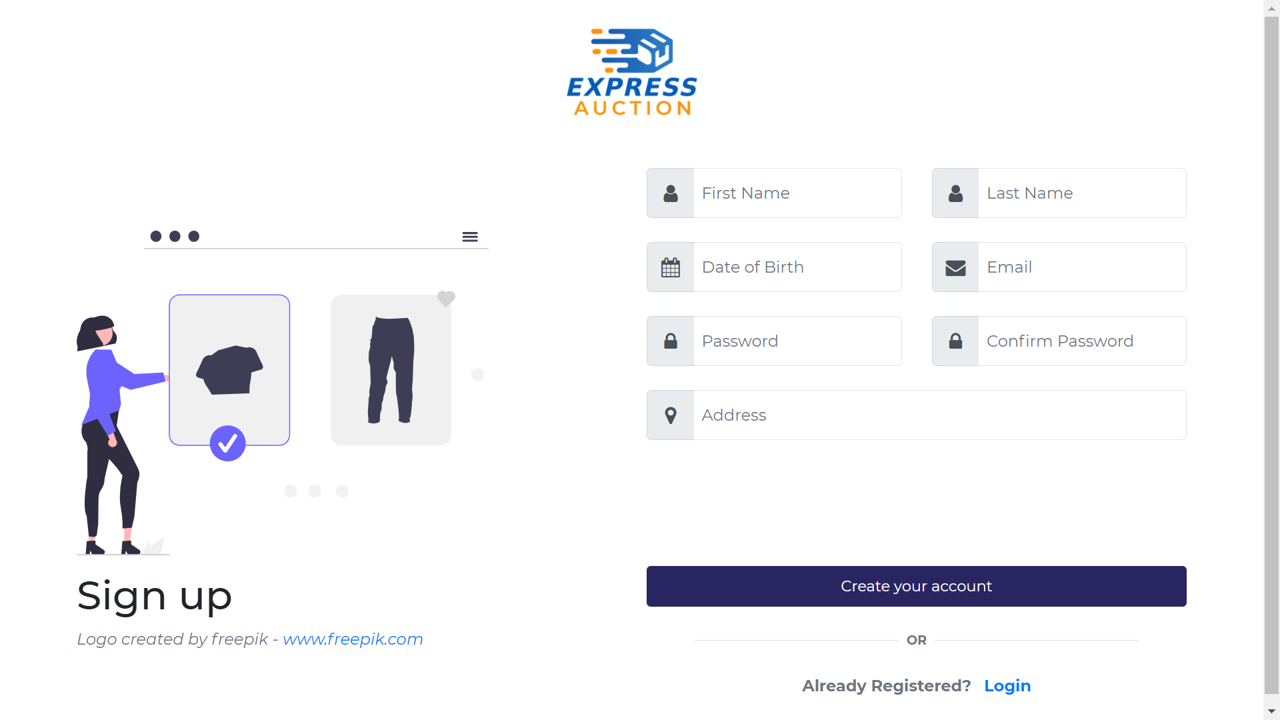 EXPRESS
AUCTION
First Name
Last Name
Date of Birth
Email
Password
Confirm Password
Address
Create your account
Sign up
Logo created by freepik - www.freepik.com
OR
Already Registered? Login